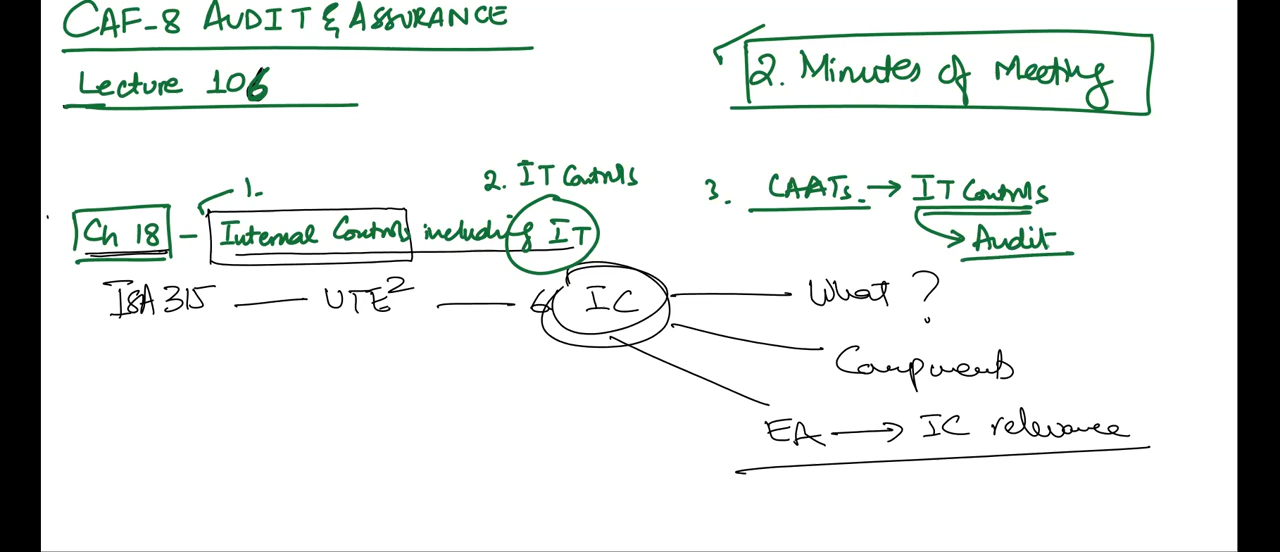 CAF-8 AUDIT & ASSURANCE
Lecture 106
2. Minutes of Meeting
1.
2. IT Controls
3. CAATs → IT Controls
→ Audit
Ch 18 - Internal Controls including IT
ISA 315 — UTE² — 6 IC — What?
Components
EA → IC relevance